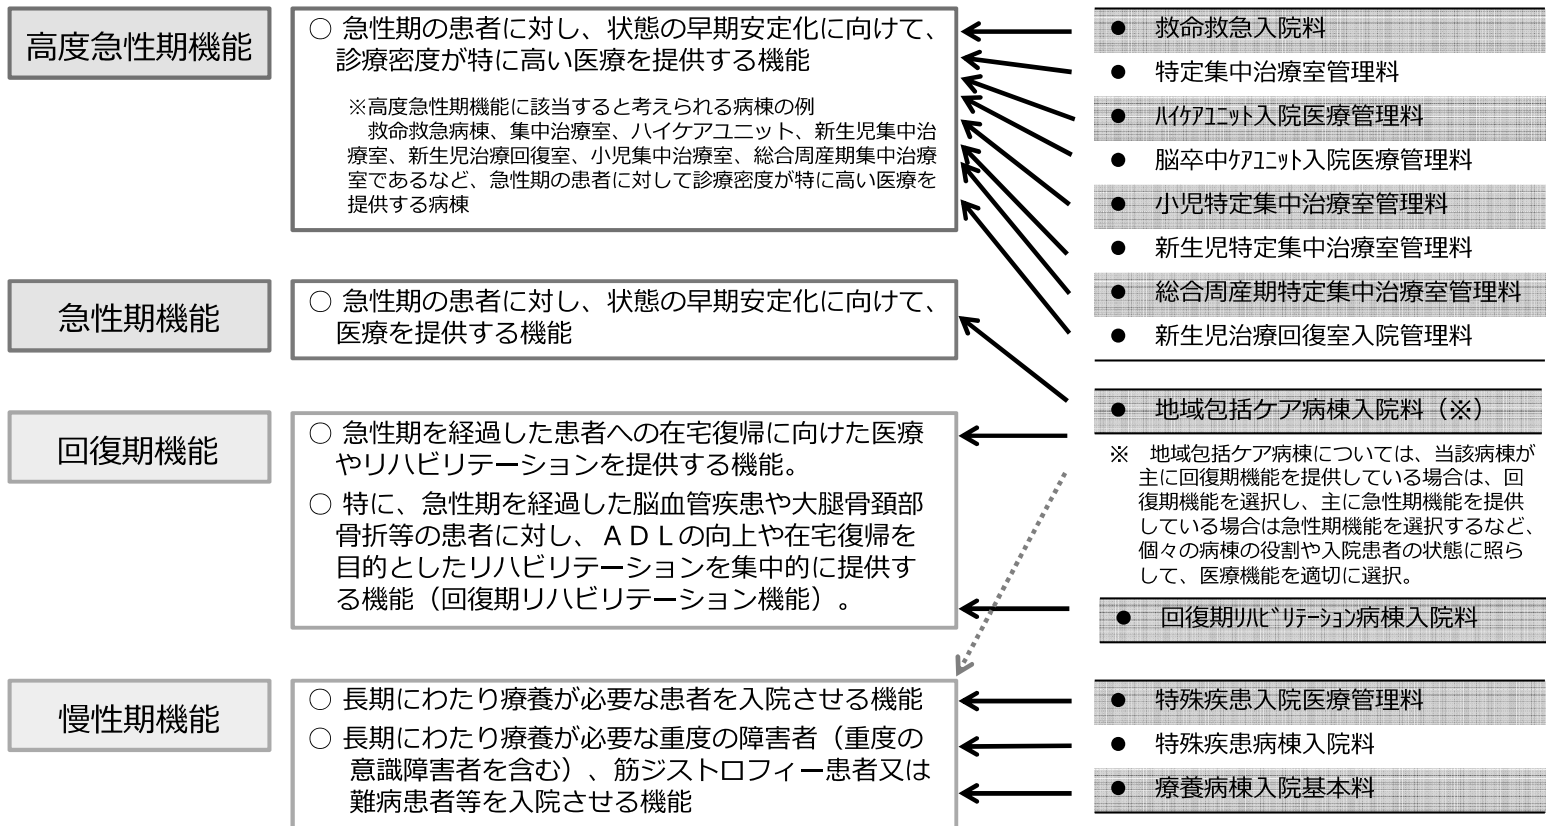 高度急性期機能
○ 急性期の患者に対し、状態の早期安定化に向けて、
診療密度が特に高い医療を提供する機能
※高度急性期機能に該当すると考えられる病棟の例
救命救急病棟、集中治療室、ハイケアユニット、新生児集中治
療室、新生児治療回復室、小児集中治療室、総合周産期集中治療
室であるなど、急性期の患者に対して診療密度が特に高い医療を
提供する病棟
● 救命救急入院料
● 特定集中治療室管理料
● ﾊｲｹｱﾕﾆｯﾄ入院医療管理料
● 脳卒中ｹｱﾕﾆｯﾄ入院医療管理料
● 小児特定集中治療室管理料
● 新生児特定集中治療室管理料
● 総合周産期特定集中治療室管理料
● 新生児治療回復室入院管理料
急性期機能
○ 急性期の患者に対し、状態の早期安定化に向けて、
医療を提供する機能
● 地域包括ケア病棟入院料（※）
※ 地域包括ケア病棟については、当該病棟が
主に回復期機能を提供している場合は、回
復期機能を選択し、主に急性期機能を提供
している場合は急性期機能を選択するなど、
個々の病棟の役割や入院患者の状態に照ら
して、医療機能を適切に選択。
回復期機能
○ 急性期を経過した患者への在宅復帰に向けた医療
やリハビリテーションを提供する機能。
○ 特に、急性期を経過した脳血管疾患や大腿骨頚部
骨折等の患者に対し、ＡＤＬの向上や在宅復帰を
目的としたリハビリテーションを集中的に提供す
る機能（回復期リハビリテーション機能）。
● 回復期ﾘﾊﾋﾞﾘﾃｰｼｮﾝ病棟入院料
慢性期機能
○ 長期にわたり療養が必要な患者を入院させる機能
○ 長期にわたり療養が必要な重度の障害者（重度の
意識障害者を含む）、筋ジストロフィー患者又は
難病患者等を入院させる機能
● 特殊疾患入院医療管理料
● 特殊疾患病棟入院料
● 療養病棟入院基本料